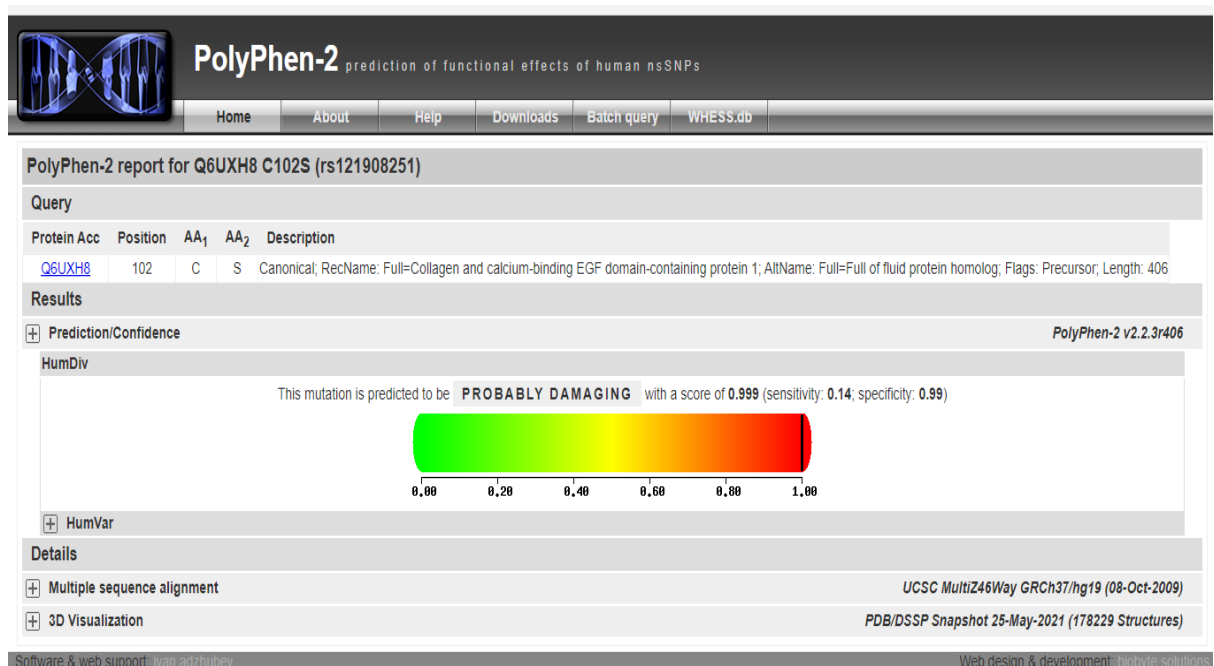 PolyPhen-2 prediction of functional effects of human nsSNPs
Home About Help Downloads Batch query WHESS.db
PolyPhen-2 report for Q6UXH8 C102S (rs121908251)
Query
Protein Acc Position AA1 AA2 Description
Q6UXH8 102 C S Canonical; RecName: Full=Collagen and calcium-binding EGF domain-containing protein 1; AltName: Full=Full of fluid protein homolog; Flags: Precursor; Length: 406
Results
+ Prediction/Confidence PolyPhen-2 v2.2.3r406
HumDiv
This mutation is predicted to be PROBABLY DAMAGING with a score of 0.999 (sensitivity: 0.14; specificity: 0.99)
0.00 0.20 0.40 0.60 0.80 1.00
+ HumVar
Details
+ Multiple sequence alignment UCSC MultiZ46Way GRCh37/hg19 (08-Oct-2009)
+ 3D Visualization PDB/DSSP Snapshot 25-May-2021 (178229 Structures)
Software & web support: ivan adzhubey Web design & development: biobyte solutions